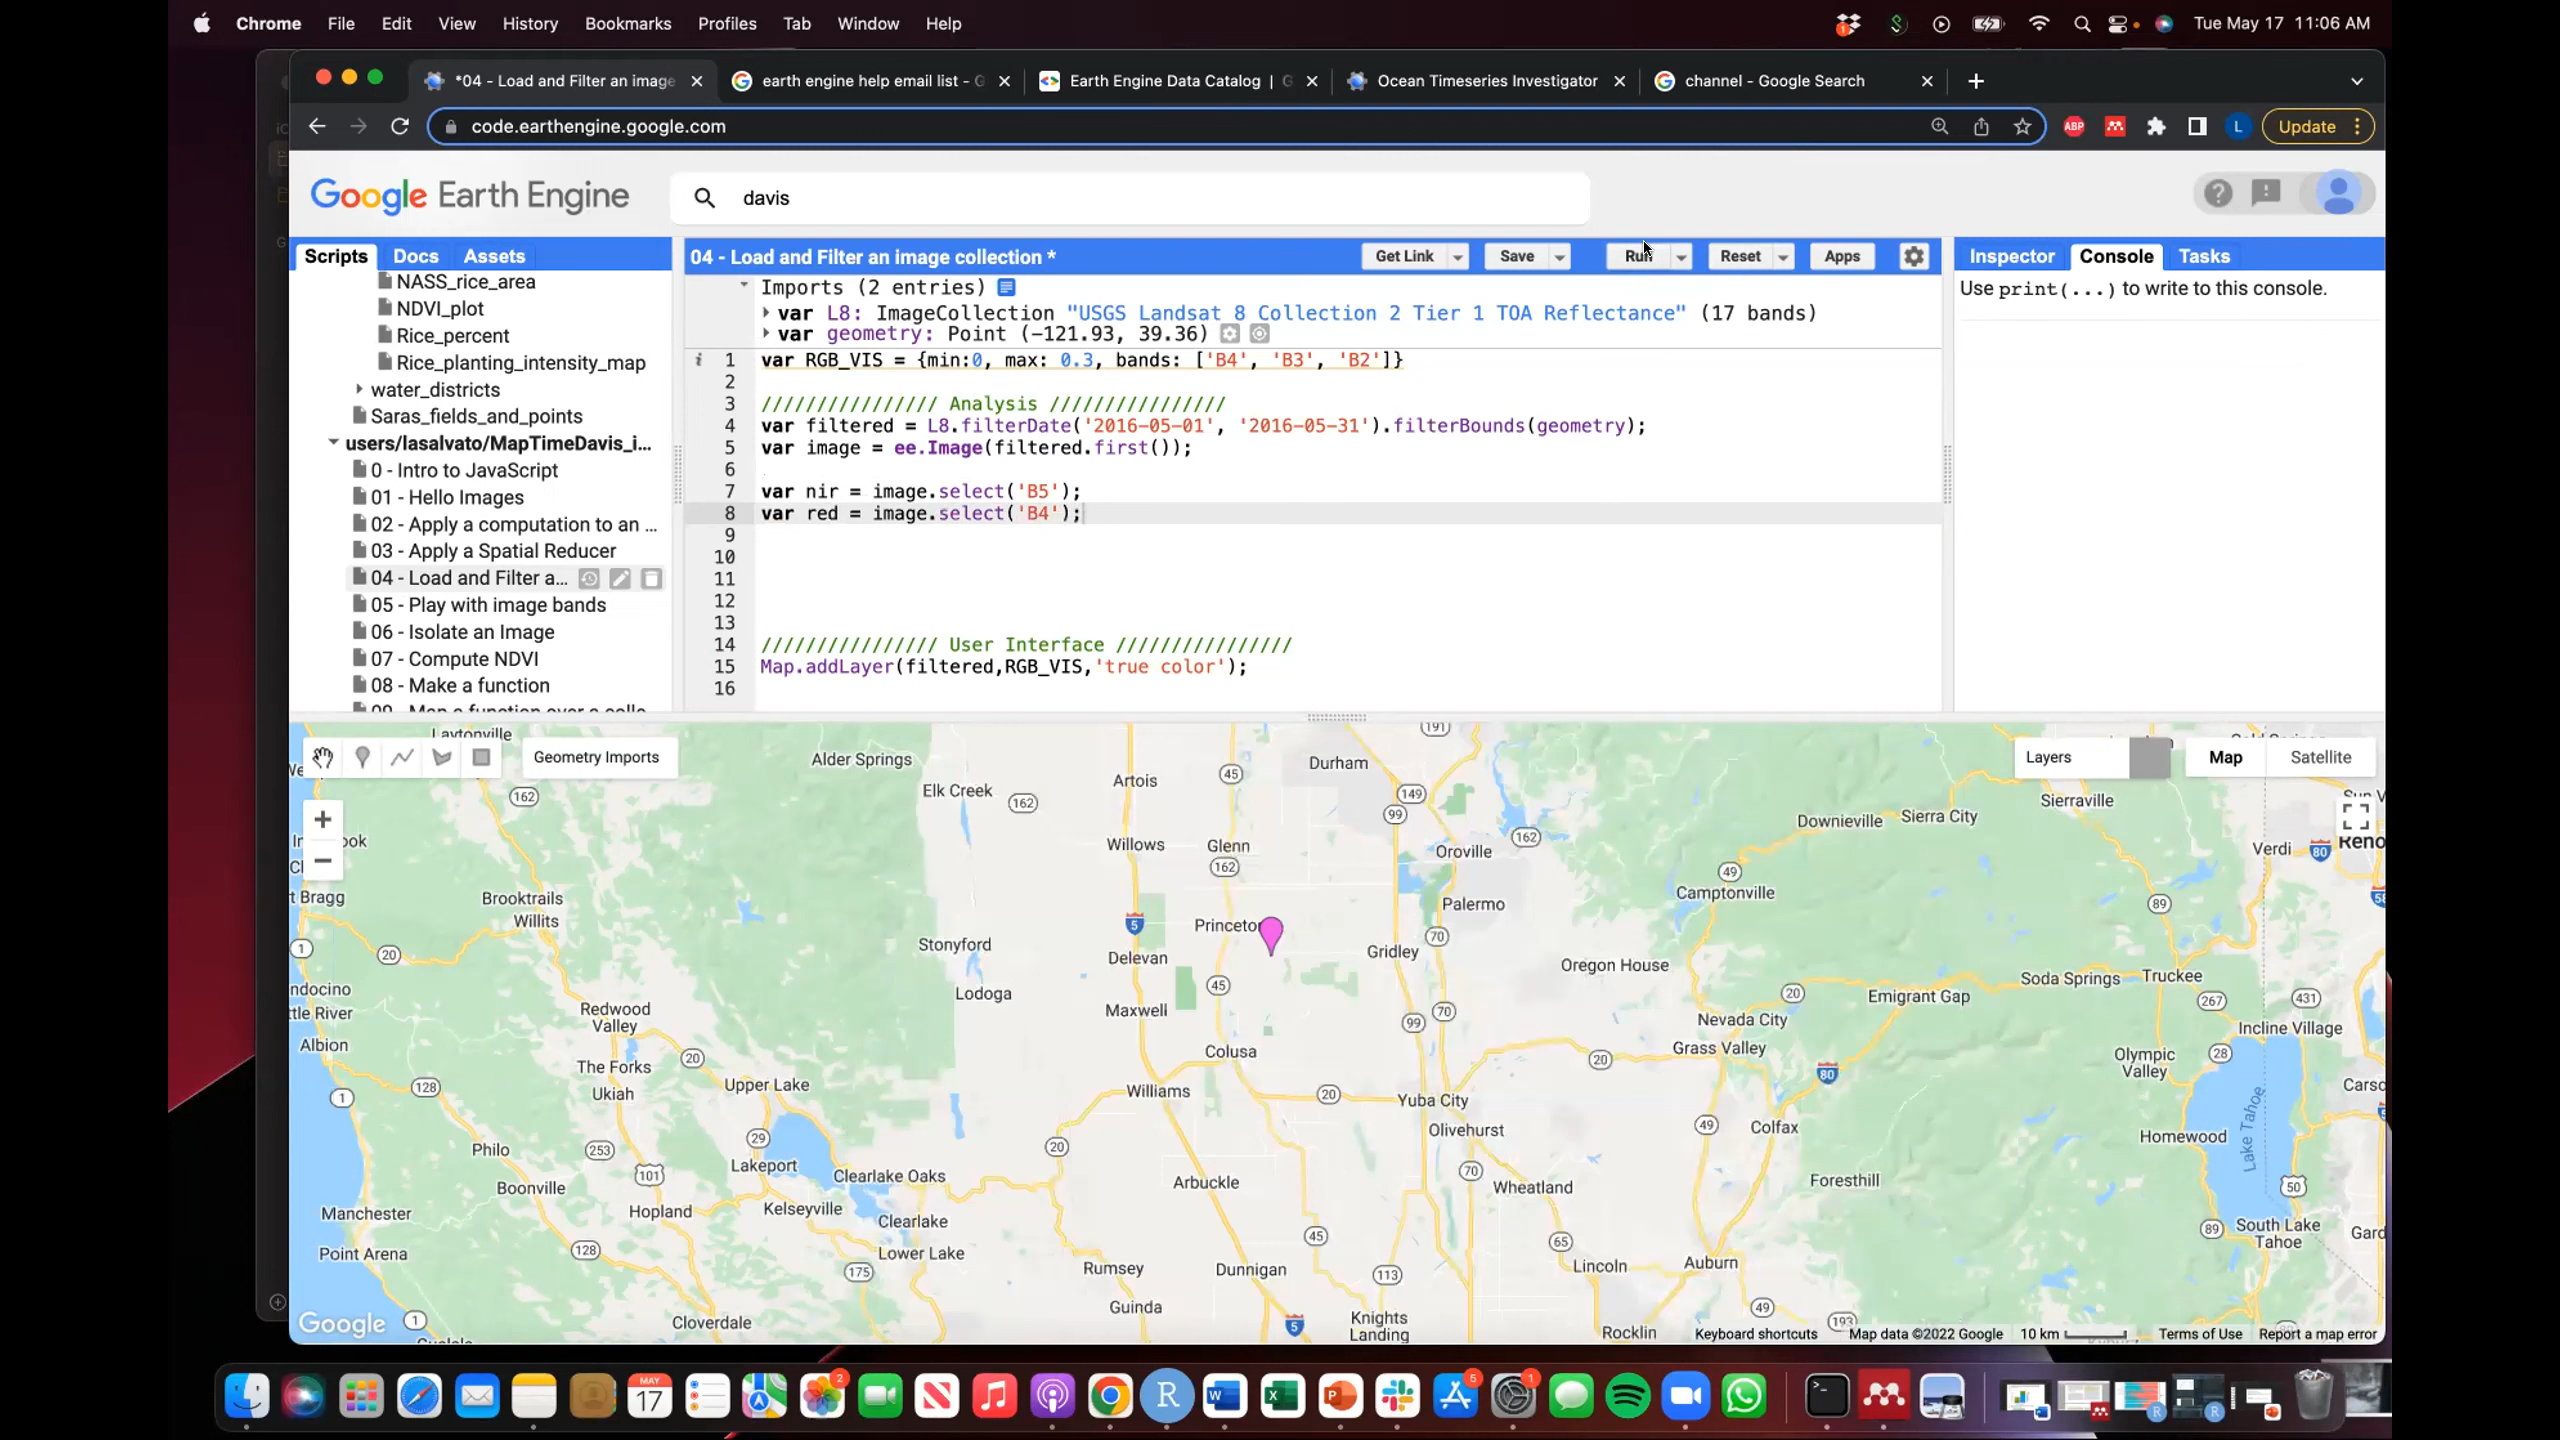 Chrome File Edit View History Bookmarks Profiles Tab Window Help
Tue May 17 11:06 AM
*04 - Load and Filter an image
earth engine help email list - G
Earth Engine Data Catalog | G
Ocean Timeseries Investigator
channel - Google Search
code.earthengine.google.com
ABP
L
Update
Google Earth Engine
davis
Scripts Docs Assets
NASS_rice_area
NDVI_plot
Rice_percent
Rice_planting_intensity_map
water_districts
Saras_fields_and_points
users/lasalvato/MapTimeDavis_i...
0 - Intro to JavaScript
01 - Hello Images
02 - Apply a computation to an ...
03 - Apply a Spatial Reducer
04 - Load and Filter a...
05 - Play with image bands
06 - Isolate an Image
07 - Compute NDVI
08 - Make a function
04 - Load and Filter an image collection *
Get Link Save Run Reset Apps
Imports (2 entries)
var L8: ImageCollection "USGS Landsat 8 Collection 2 Tier 1 TOA Reflectance" (17 bands)
var geometry: Point (-121.93, 39.36)
i 1 var RGB_VIS = {min:0, max: 0.3, bands: ['B4', 'B3', 'B2']}
2
3 //////////////// Analysis ////////////////
4 var filtered = L8.filterDate('2016-05-01', '2016-05-31').filterBounds(geometry);
5 var image = ee.Image(filtered.first());
6
7 var nir = image.select('B5');
8 var red = image.select('B4');
9
10
11
12
13
14 //////////////// User Interface ////////////////
15 Map.addLayer(filtered,RGB_VIS,'true color');
16
Inspector Console Tasks
Use print(...) to write to this console.
Geometry Imports
Layers
Map Satellite
+
−
Laytonville
Alder Springs
Elk Creek
Artois
Durham
Sierraville
Downieville
Sierra City
Verdi
Reno
Willows
Glenn
Oroville
Camptonville
Palermo
Brooktrails
Willits
Stonyford
Princeton
Delevan
Gridley
Oregon House
Lodoga
Maxwell
Soda Springs
Truckee
Emigrant Gap
Redwood
Valley
Nevada City
Grass Valley
Incline Village
Albion
Colusa
The Forks
Ukiah
Upper Lake
Williams
Yuba City
Olivehurst
Colfax
Olympic
Valley
Homewood
Lake Tahoe
Philo
Lakeport
Clearlake Oaks
Arbuckle
Wheatland
Foresthill
Boonville
Hopland
Kelseyville
Clearlake
Lower Lake
Manchester
Point Arena
Rumsey
Dunnigan
Lincoln
Auburn
South Lake
Tahoe
Guinda
Cloverdale
Knights
Landing
Rocklin
Google
Keyboard shortcuts Map data ©2022 Google 10 km Terms of Use Report a map error
MAY
17